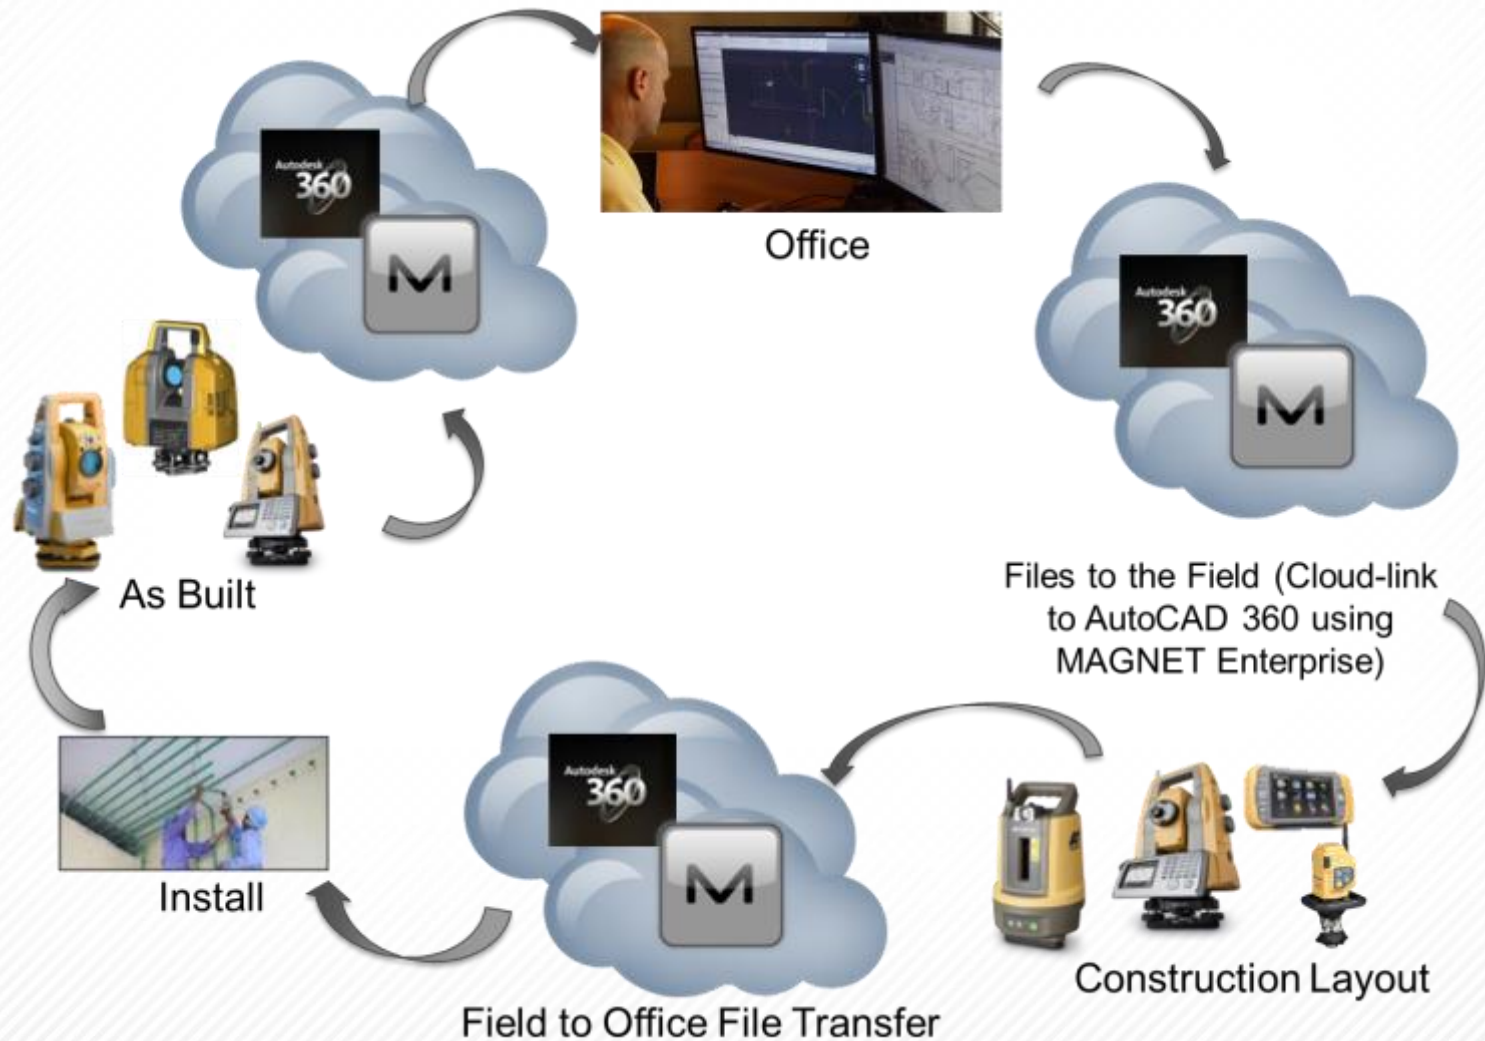 Office
Autodesk
360
M
Autodesk
360
M
Files to the Field (Cloud-link
to AutoCAD 360 using
MAGNET Enterprise)
Construction Layout
Autodesk
360
M
Field to Office File Transfer
Install
As Built